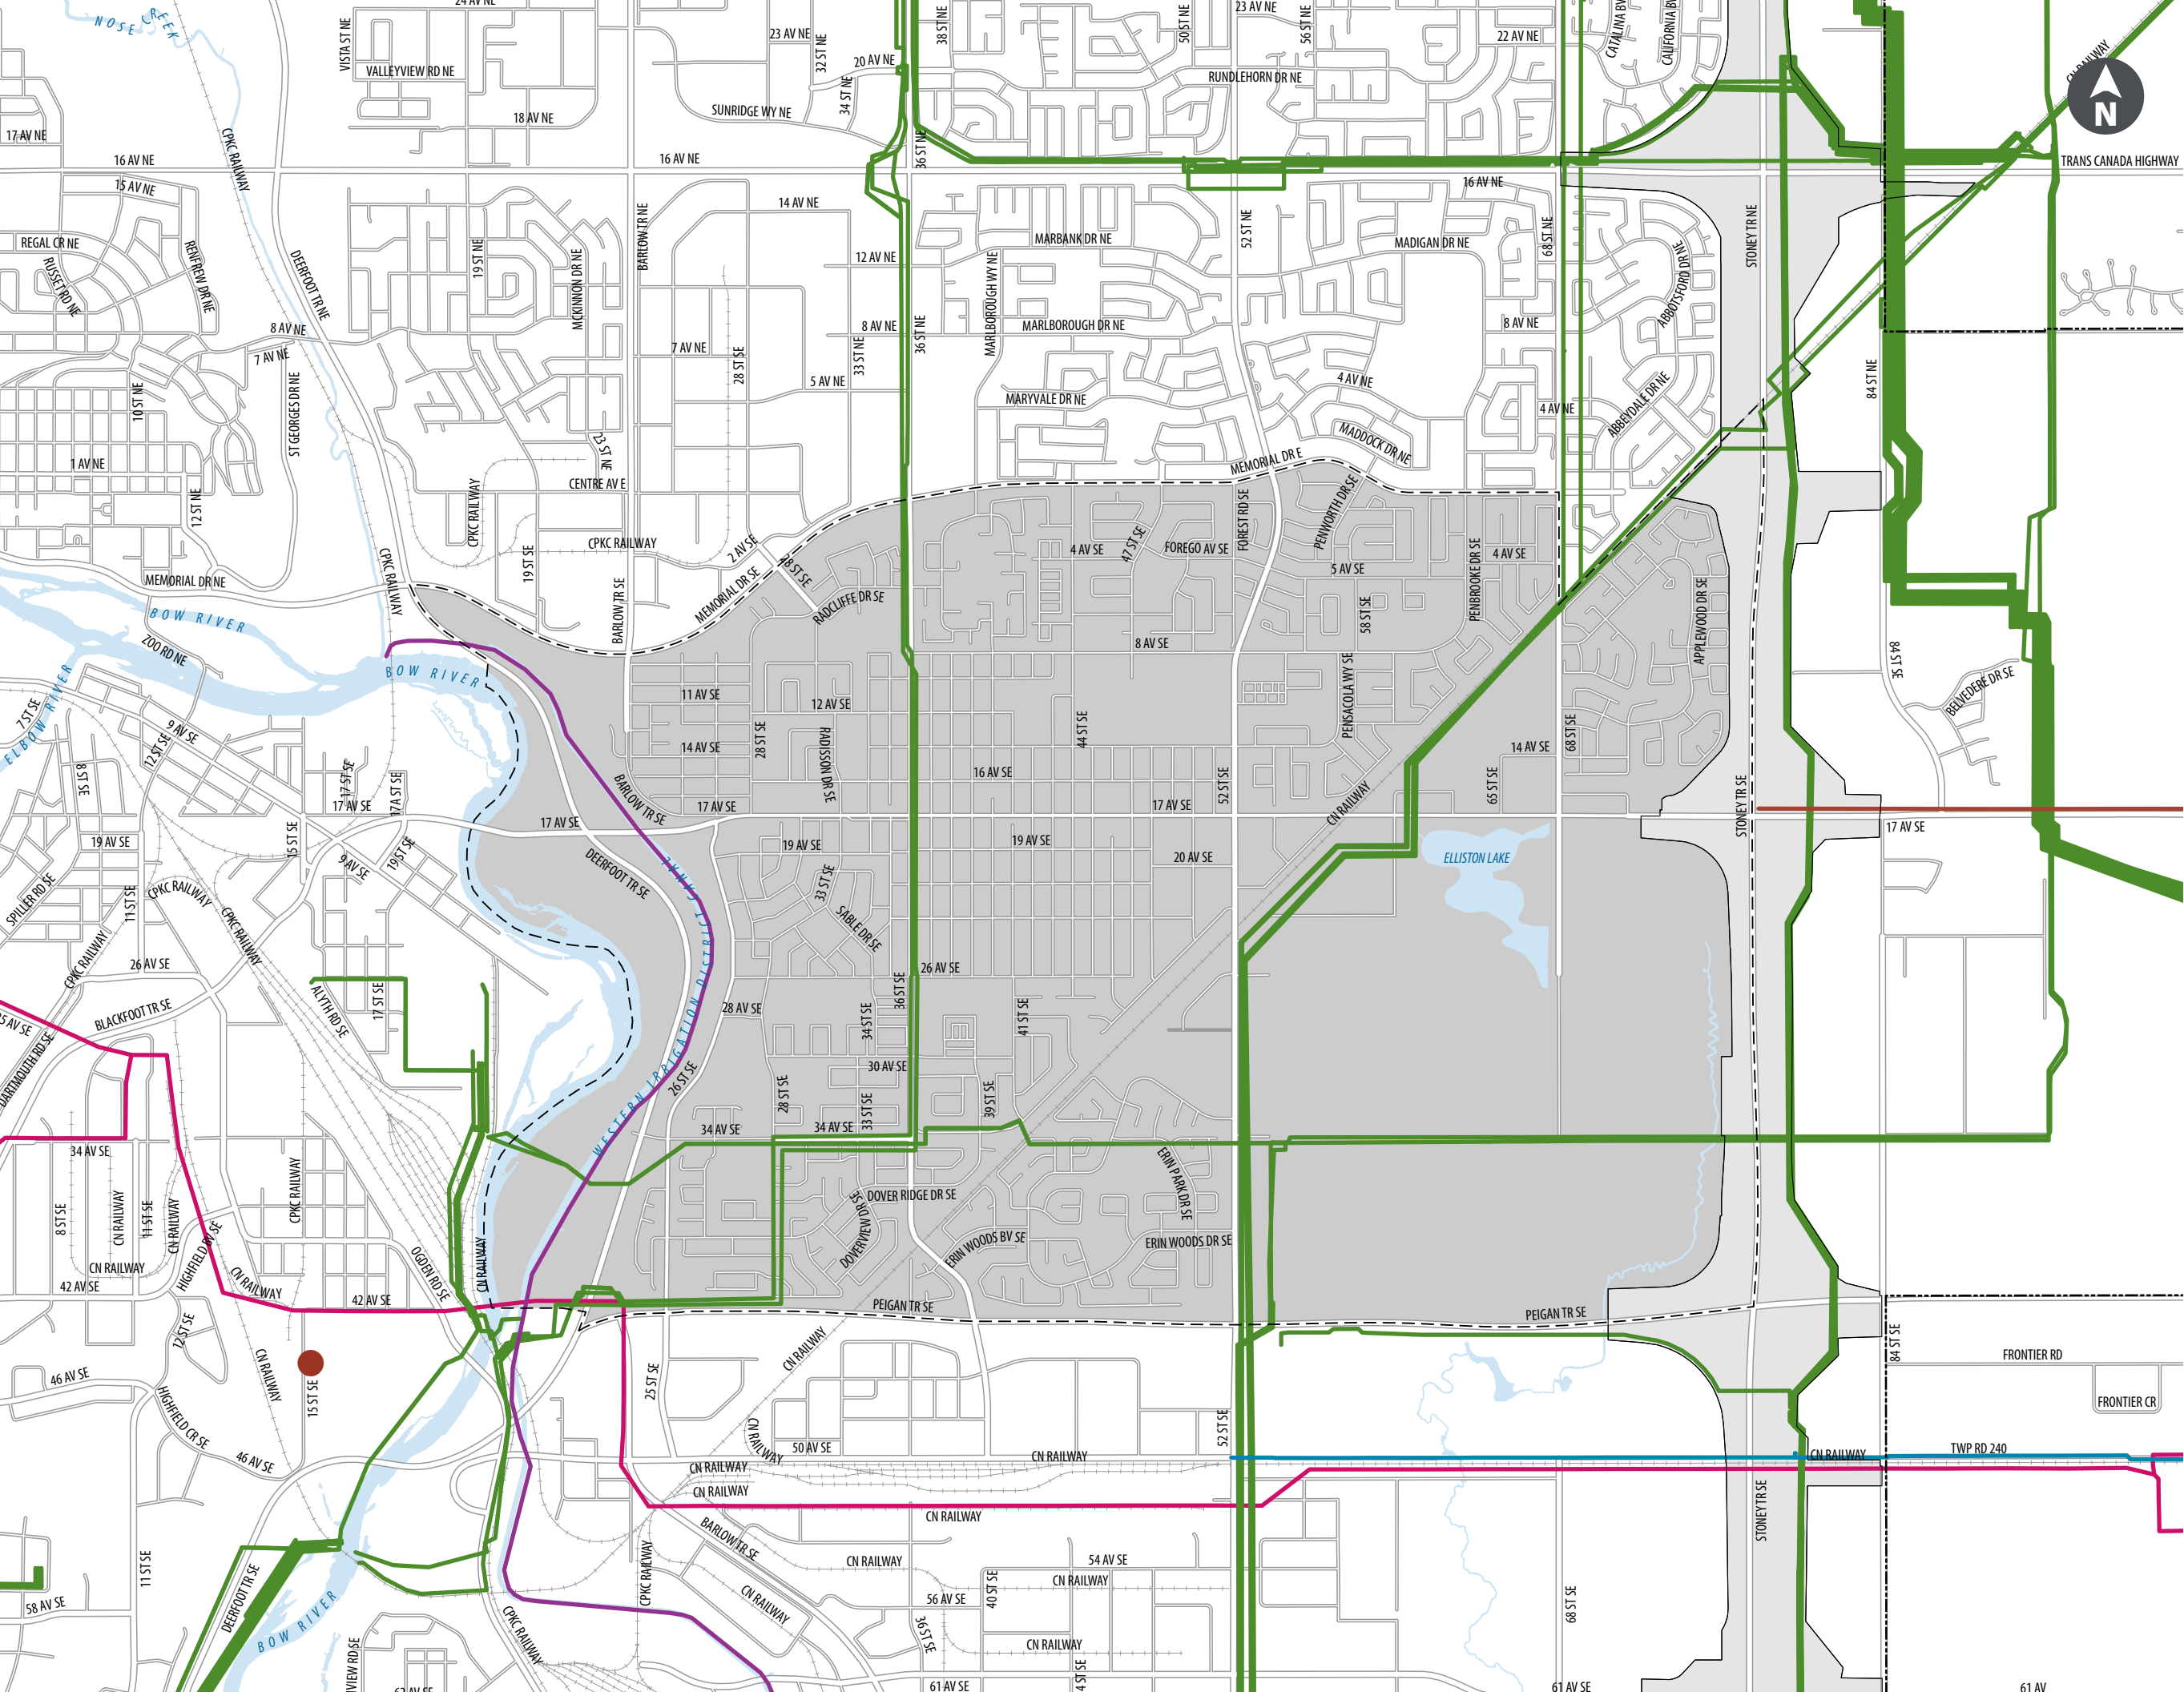 NOSE CREEK
24 AV NE
VISTA ST NE
VALLEYVIEW RD NE
18 AV NE
17 AV NE
16 AV NE
15 AV NE
CPKC RAILWAY
23 AV NE
32 ST NE
20 AV NE
34 ST NE
SUNRIDGE WY NE
16 AV NE
38 ST NE
36 ST NE
50 ST NE
23 AV NE
56 ST NE
22 AV NE
RUNDLEHORN DR NE
CATALINA BV
CALIFORNIA BV
CN RAILWAY
N
TRANS CANADA HIGHWAY
REGAL CR NE
RUSSET RD NE
RENFREW DR NE
DEERFOOT TR NE
19 ST NE
MCKINNON DR NE
BARLOW TR NE
14 AV NE
12 AV NE
16 AV NE
MARBANK DR NE
52 ST NE
MADIGAN DR NE
68 ST NE
STONEY TR NE
ABBOTSFORD DR NE
8 AV NE
7 AV NE
7 AV NE
28 ST SE
8 AV NE
33 ST NE
36 ST NE
MARLBOROUGH WY NE
MARLBOROUGH DR NE
8 AV NE
5 AV NE
MARYVALE DR NE
4 AV NE
4 AV NE
ABBEYDALE DR NE
84 ST NE
10 ST NE
ST GEORGES DR NE
MADDOCK DR NE
23 ST NE
1 AV NE
12 ST NE
CENTRE AV E
CPKC RAILWAY
MEMORIAL DR E
FOREST RD SE
PENWORTH DR SE
CPKC RAILWAY
2 AV SE
28 ST SE
4 AV SE
47 ST SE
FOREGO AV SE
4 AV SE
5 AV SE
PENBROOKE DR SE
19 ST SE
CPKC RAILWAY
MEMORIAL DR NE
MEMORIAL DR SE
BARLOW TR SE
RADCLIFFE DR SE
58 ST SE
APPLEWOOD DR SE
BOW RIVER
ZOO RD NE
BOW RIVER
8 AV SE
84 ST SE
BELVEDERE DR SE
ELBOW RIVER
7 ST SE
9 AV SE
12 ST SE
11 AV SE
12 AV SE
PENSACOLA WY SE
44 ST SE
14 AV SE
28 ST SE
RADISSON DR SE
14 AV SE
68 ST SE
8 ST SE
17 ST SE
17A ST SE
BARLOW TR SE
16 AV SE
52 ST SE
65 ST SE
CN RAILWAY
STONEY TR SE
17 AV SE
17 AV SE
17 AV SE
17 AV SE
17 AV SE
15 ST SE
19 AV SE
9 AV SE
19 ST SE
DEERFOOT TR SE
19 AV SE
19 AV SE
20 AV SE
ELLISTON LAKE
33 ST SE
SABLE DR SE
SPILLER RD SE
11 ST SE
CPKC RAILWAY
CPKC RAILWAY
CPKC RAILWAY
WESTERN IRRIGATION DISTRICT CANAL
26 AV SE
26 AV SE
36 ST SE
ALYTH RD SE
17 ST SE
BLACKFOOT TR SE
DARTMOUTH RD SE
28 AV SE
34 ST SE
41 ST SE
30 AV SE
26 ST SE
28 ST SE
33 ST SE
39 ST SE
34 AV SE
34 AV SE
34 AV SE
8 ST SE
CN RAILWAY
11 ST SE
CN RAILWAY
CPKC RAILWAY
HIGHFIELD BV SE
DOVER RIDGE DR SE
DOVERVIEW DR SE
ERIN PARK DR SE
ERIN WOODS BV SE
ERIN WOODS DR SE
OGDEN RD SE
CN RAILWAY
CN RAILWAY
42 AV SE
CN RAILWAY
42 AV SE
PEIGAN TR SE
PEIGAN TR SE
12 ST SE
CN RAILWAY
15 ST SE
46 AV SE
HIGHFIELD CR SE
46 AV SE
25 ST SE
CN RAILWAY
84 ST SE
FRONTIER RD
FRONTIER CR
52 ST SE
CN RAILWAY
50 AV SE
CN RAILWAY
CN RAILWAY
CN RAILWAY
TWP RD 240
CN RAILWAY
CN RAILWAY
CN RAILWAY
STONEY TR SE
BARLOW TR SE
CPKC RAILWAY
CN RAILWAY
CN RAILWAY
54 AV SE
CN RAILWAY
11 ST SE
58 AV SE
DEERFOOT TR SE
BOW RIVER
CPKC RAILWAY
56 AV SE
40 ST SE
36 ST SE
CN RAILWAY
68 ST SE
61 AV SE
61 AV SE
61 AV